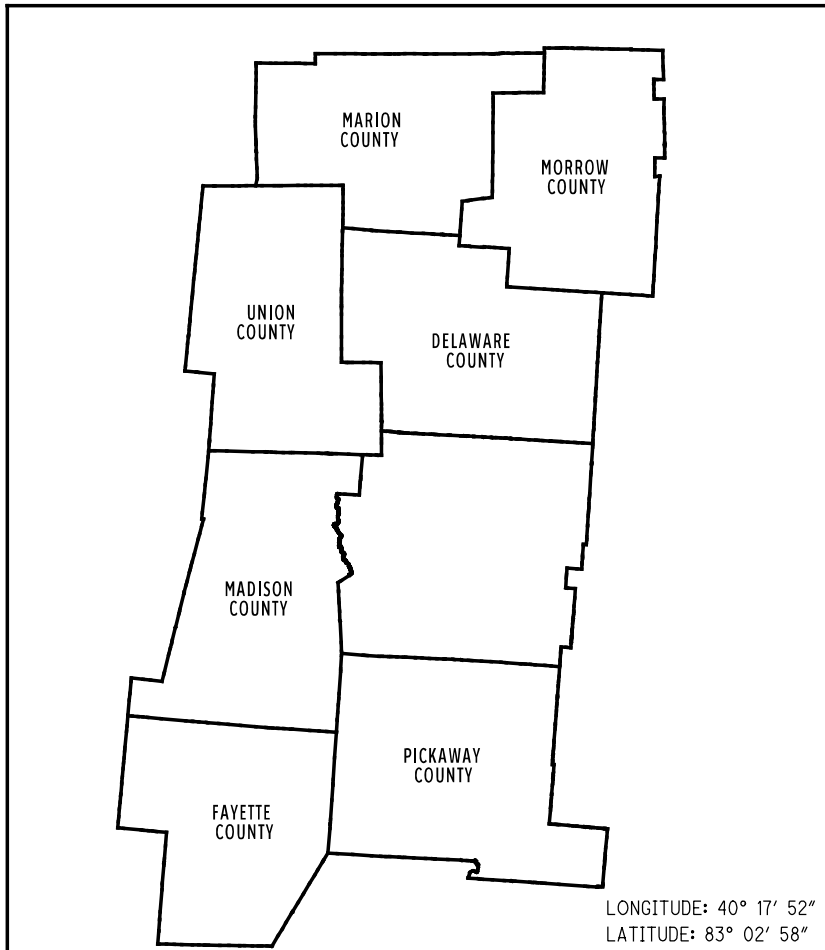 MARION
COUNTY
MORROW
COUNTY
UNION
COUNTY
DELAWARE
COUNTY
MADISON
COUNTY
PICKAWAY
COUNTY
FAYETTE
COUNTY
LONGITUDE: 40° 17' 52"
LATITUDE: 83° 02' 58"